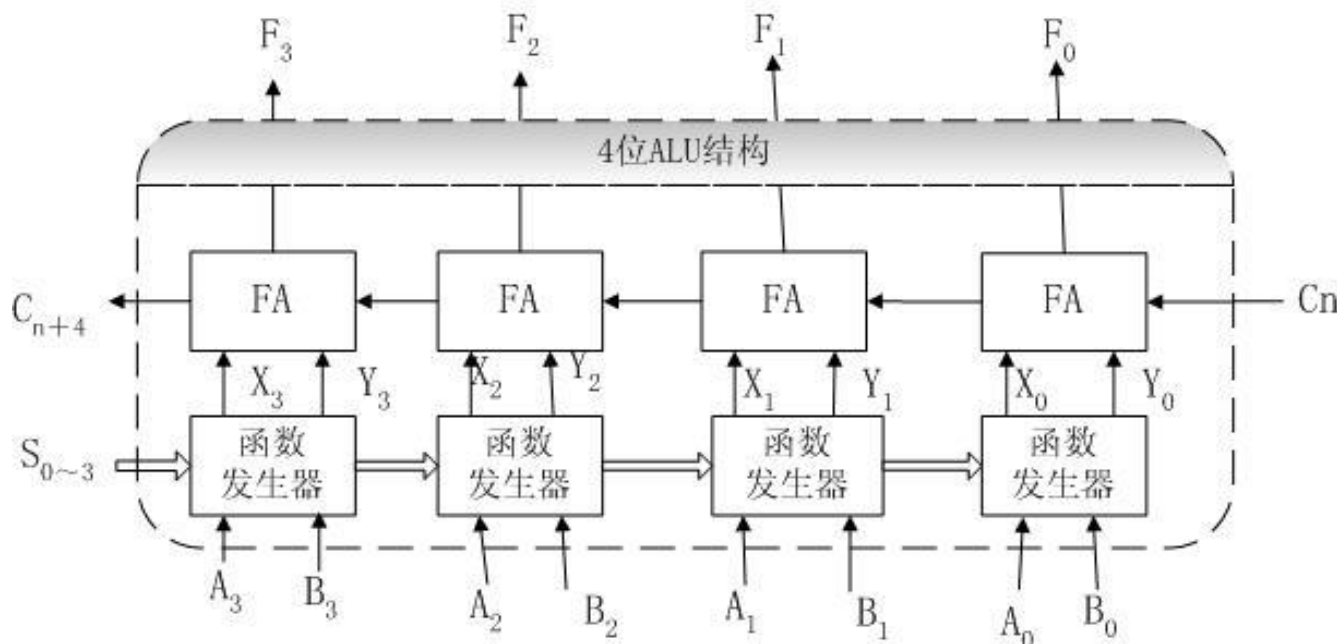 F₃ F₂ F₁ F₀
4位ALU结构
FA FA FA FA
Cₙ₊₄ Cn
X₃ Y₃ X₂ Y₂ X₁ Y₁ X₀ Y₀
S₀~₃
函数 函数 函数 函数
发生器 发生器 发生器 发生器
A₃ B₃ A₂ B₂ A₁ B₁ A₀ B₀